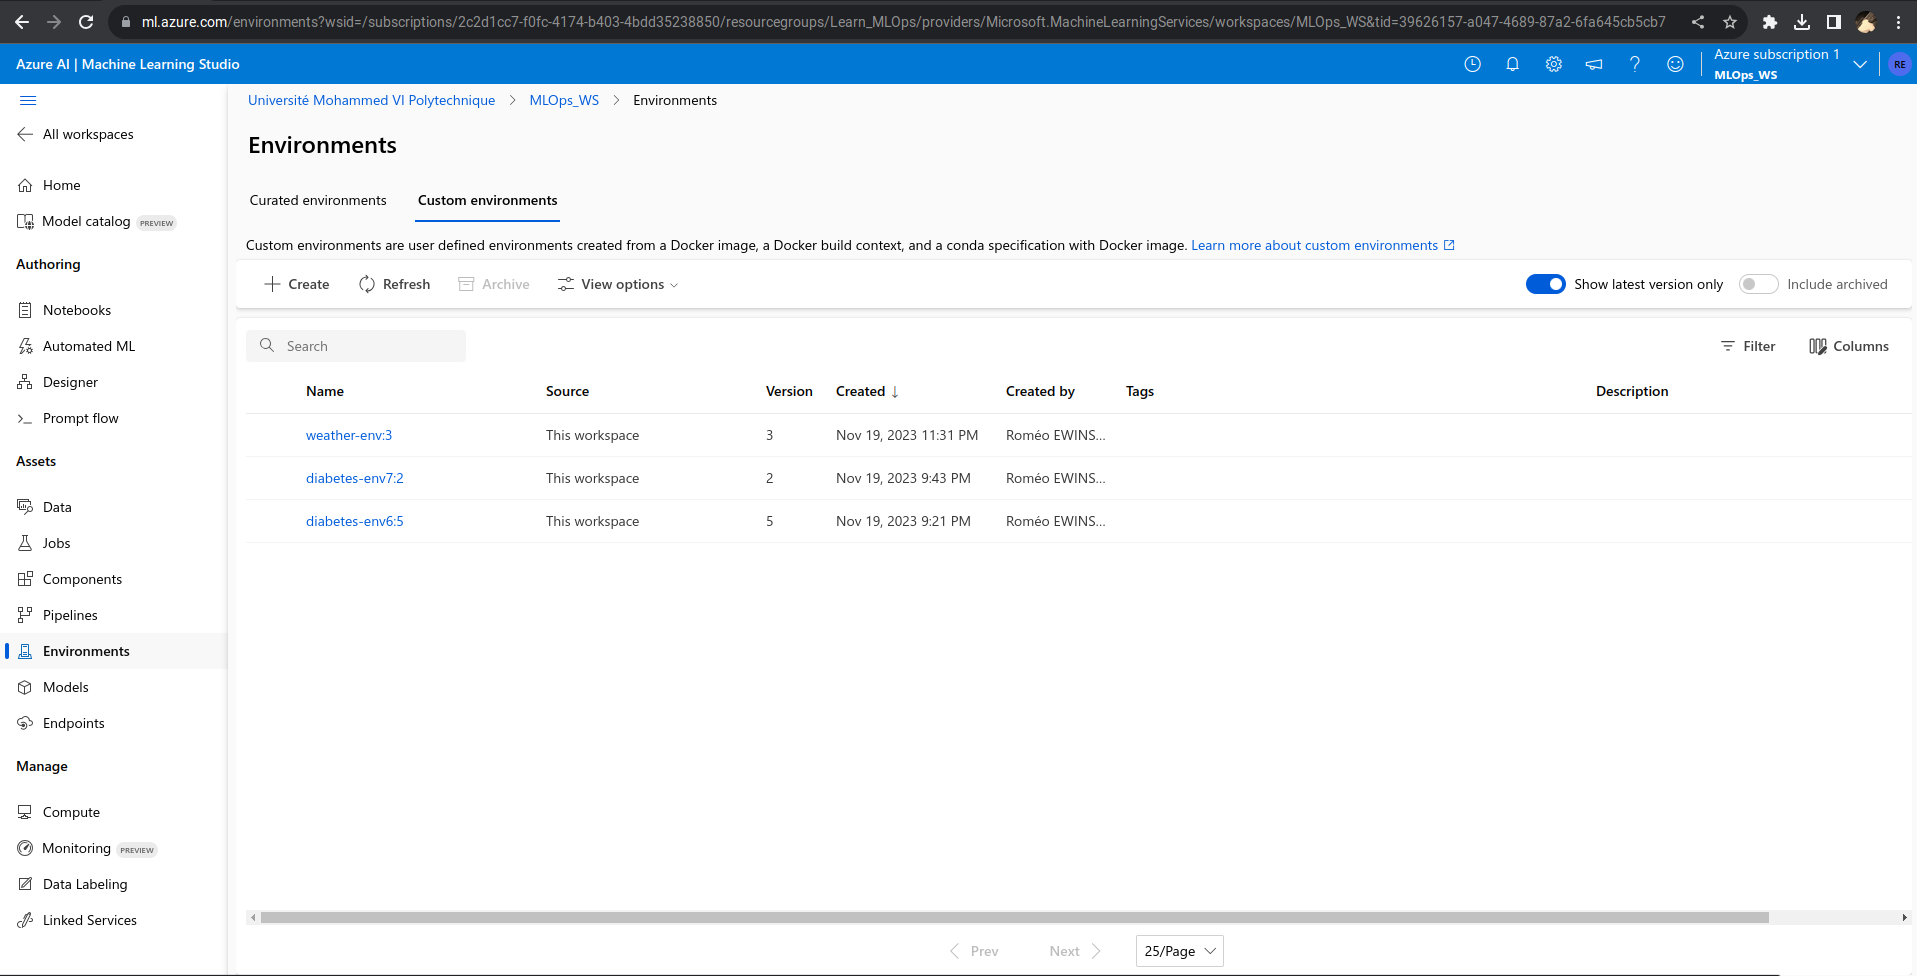 ml.azure.com/environments?wsid=/subscriptions/2c2d1cc7-f0fc-4174-b403-4bdd35238850/resourcegroups/Learn_MLOps/providers/Microsoft.MachineLearningServices/workspaces/MLOps_WS&tid=39626157-a047-4689-87a2-6fa645cb5cb7
Azure AI | Machine Learning Studio
Azure subscription 1
MLOps_WS
RE
All workspaces
Home
Model catalog PREVIEW
Authoring
Notebooks
Automated ML
Designer
Prompt flow
Assets
Data
Jobs
Components
Pipelines
Environments
Models
Endpoints
Manage
Compute
Monitoring PREVIEW
Data Labeling
Linked Services
Université Mohammed VI Polytechnique > MLOps_WS > Environments
Environments
Curated environments Custom environments
Custom environments are user defined environments created from a Docker image, a Docker build context, and a conda specification with Docker image. Learn more about custom environments
Create Refresh Archive View options Show latest version only Include archived
Search Filter Columns
Name Source Version Created ↓ Created by Tags Description
weather-env:3 This workspace 3 Nov 19, 2023 11:31 PM Roméo EWINS...
diabetes-env7:2 This workspace 2 Nov 19, 2023 9:43 PM Roméo EWINS...
diabetes-env6:5 This workspace 5 Nov 19, 2023 9:21 PM Roméo EWINS...
Prev Next 25/Page